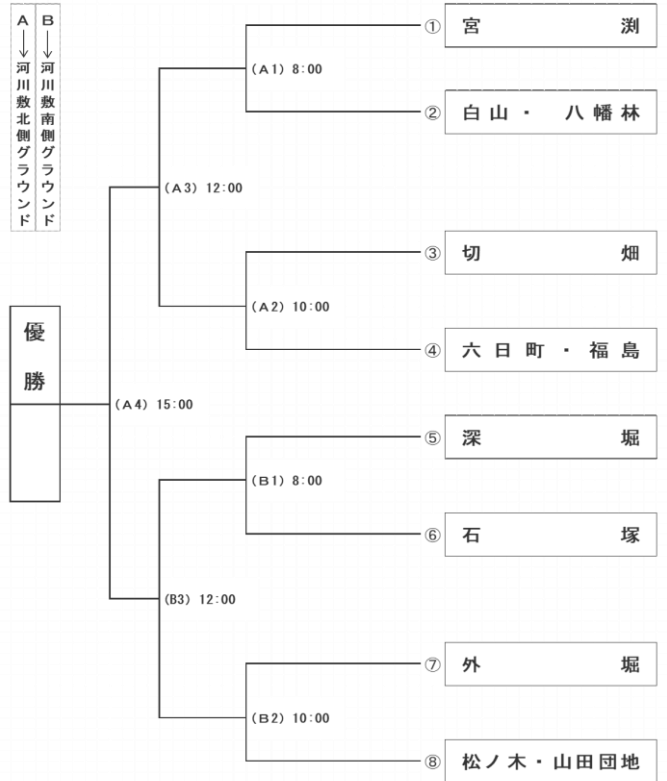 A→河川敷北側グラウンド
B→河川敷南側グラウンド
① 宮 渕
(A1) 8:00
② 白山・ 八幡林
(A3) 12:00
③ 切 畑
(A2) 10:00
④ 六日町・福島
優勝
(A4) 15:00
⑤ 深 堀
(B1) 8:00
⑥ 石 塚
(B3) 12:00
⑦ 外 堀
(B2) 10:00
⑧ 松ノ木・山田団地